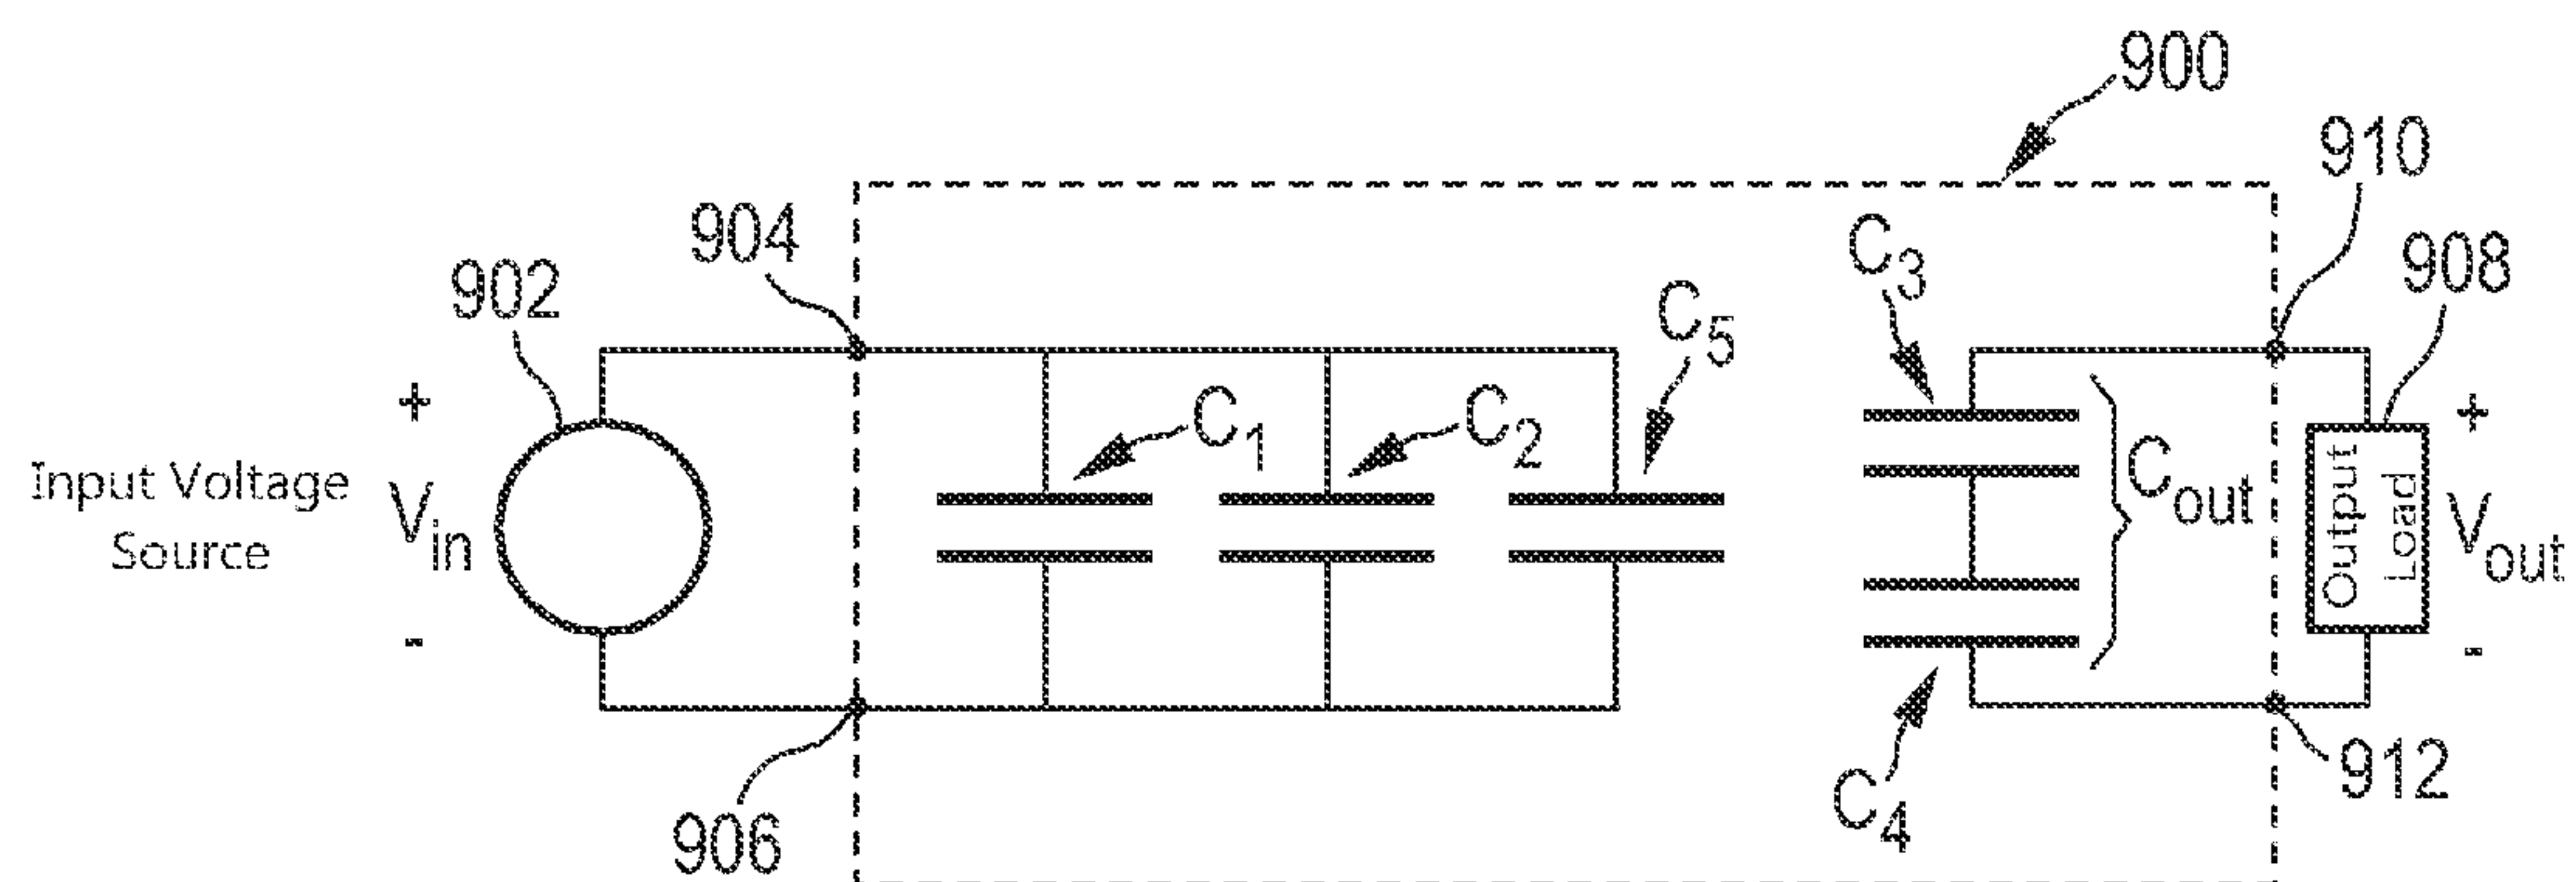 900
910
904
C3
908
902
C5
+
C1
C2
+
Input Voltage
Source
Vin
Cout
Output
Load
Vout
-
-
912
C4
906